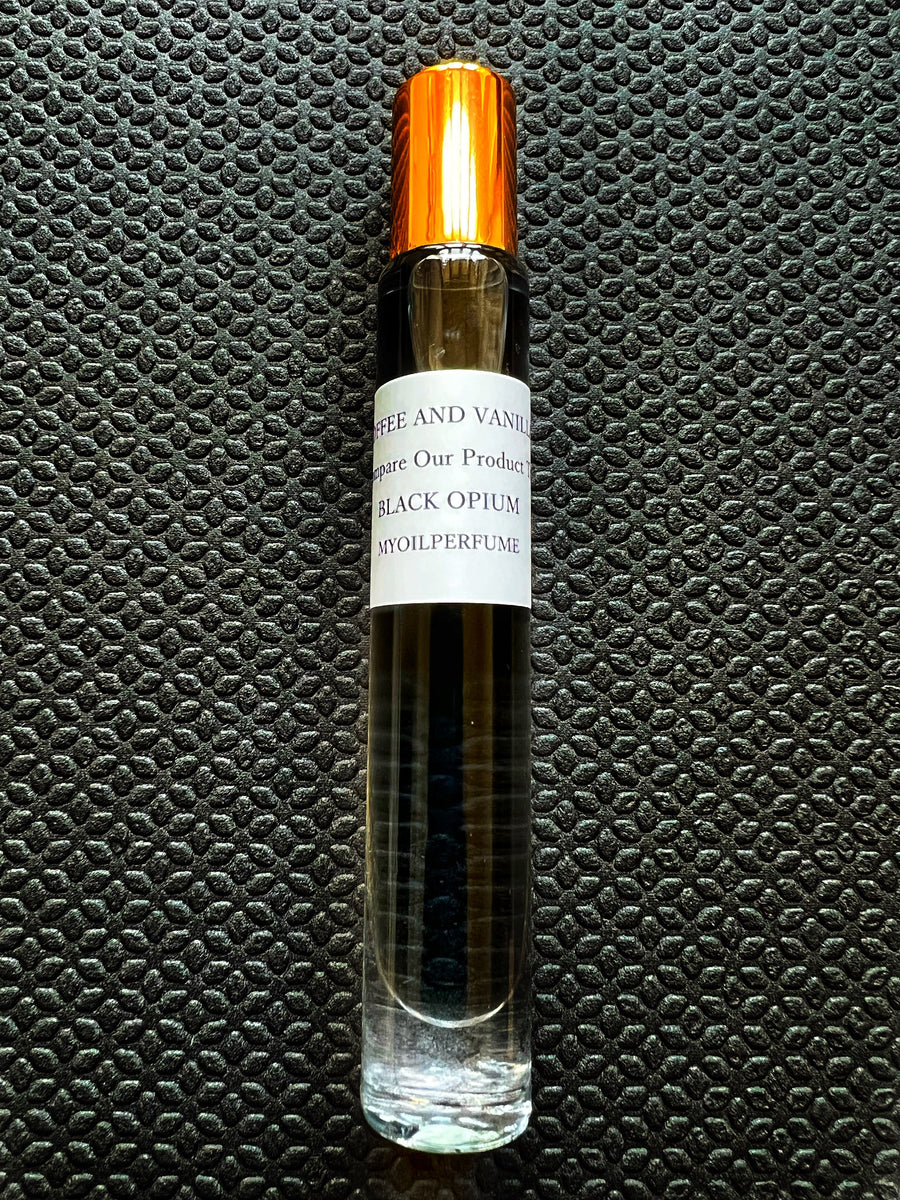 FFEE AND VANILL
mpare Our Product T
BLACK OPIUM
MYOILPERFUME